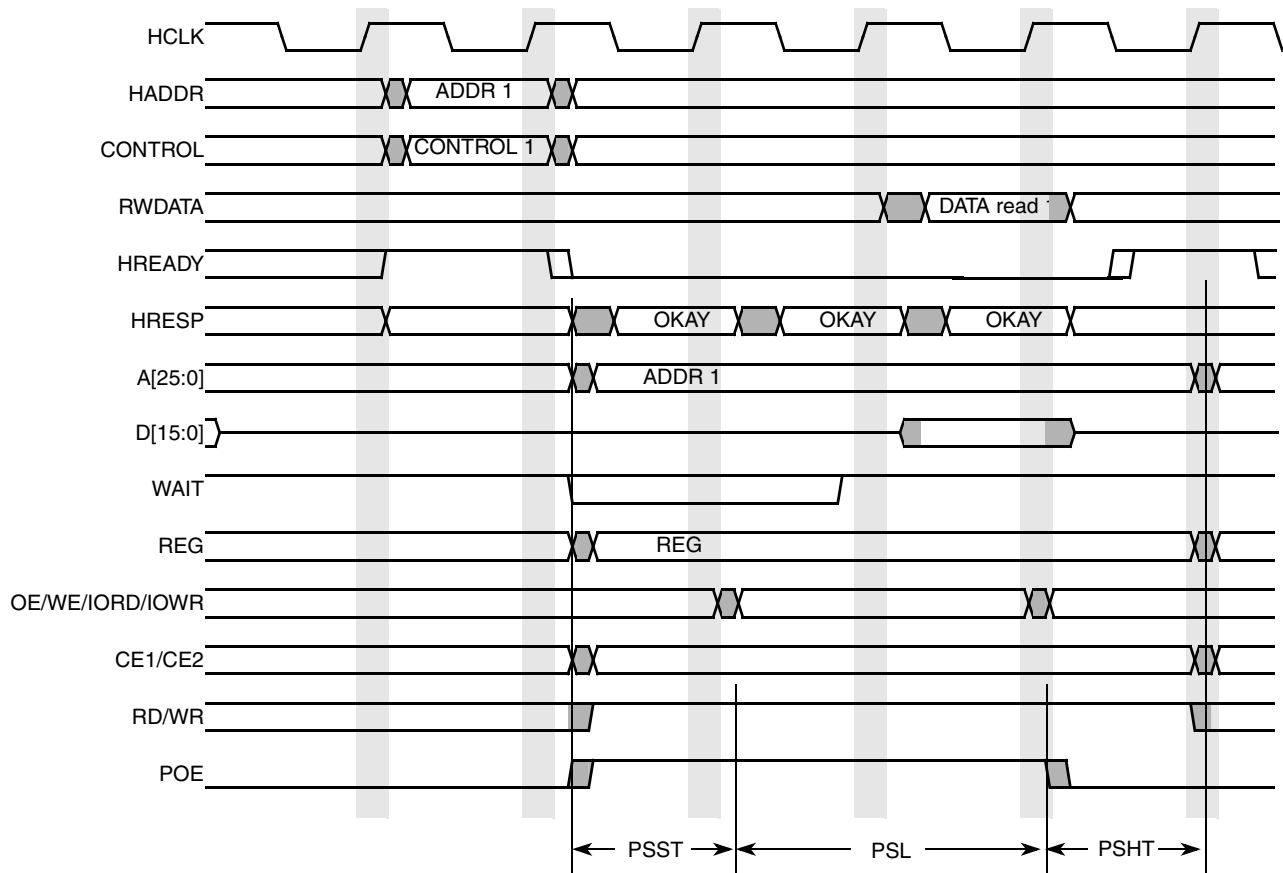 HCLK
HADDR ADDR 1
CONTROL CONTROL 1
RWDATA DATA read 1
HREADY
HRESP OKAY OKAY OKAY
A[25:0] ADDR 1
D[15:0]
WAIT
REG REG
OE/WE/IORD/IOWR
CE1/CE2
RD/WR
POE
PSST PSL PSHT